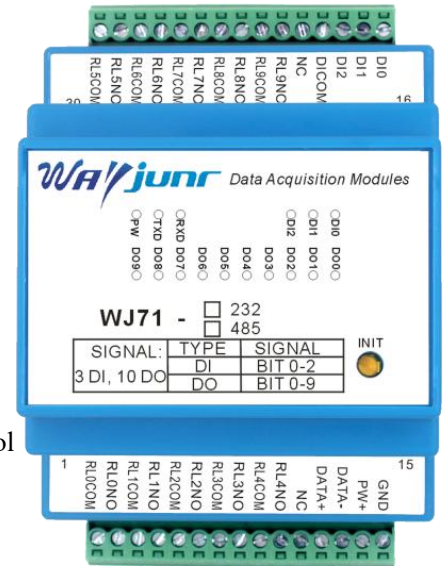 RL5COM RL5NO RL6COM RL6NO RL7COM RL7NO RL8COM RL8NO RL9COM RL9NO NC DICOM DI2 DI1 DI0
30 16
WAYjunr Data Acquisition Modules
PW TXD RXD DI2 DI1 DI0
DO9 DO8 DO7 DO6 DO5 DO4 DO3 DO2 DO1 DO0
WJ71 - 232
485
INIT
SIGNAL: TYPE SIGNAL
3 DI, 10 DO DI BIT 0-2
DO BIT 0-9
ol
1 15
RL0COM RL0NO RL1COM RL1NO RL2COM RL2NO RL3COM RL3NO RL4COM RL4NO NC DATA+ DATA- PW+ GND